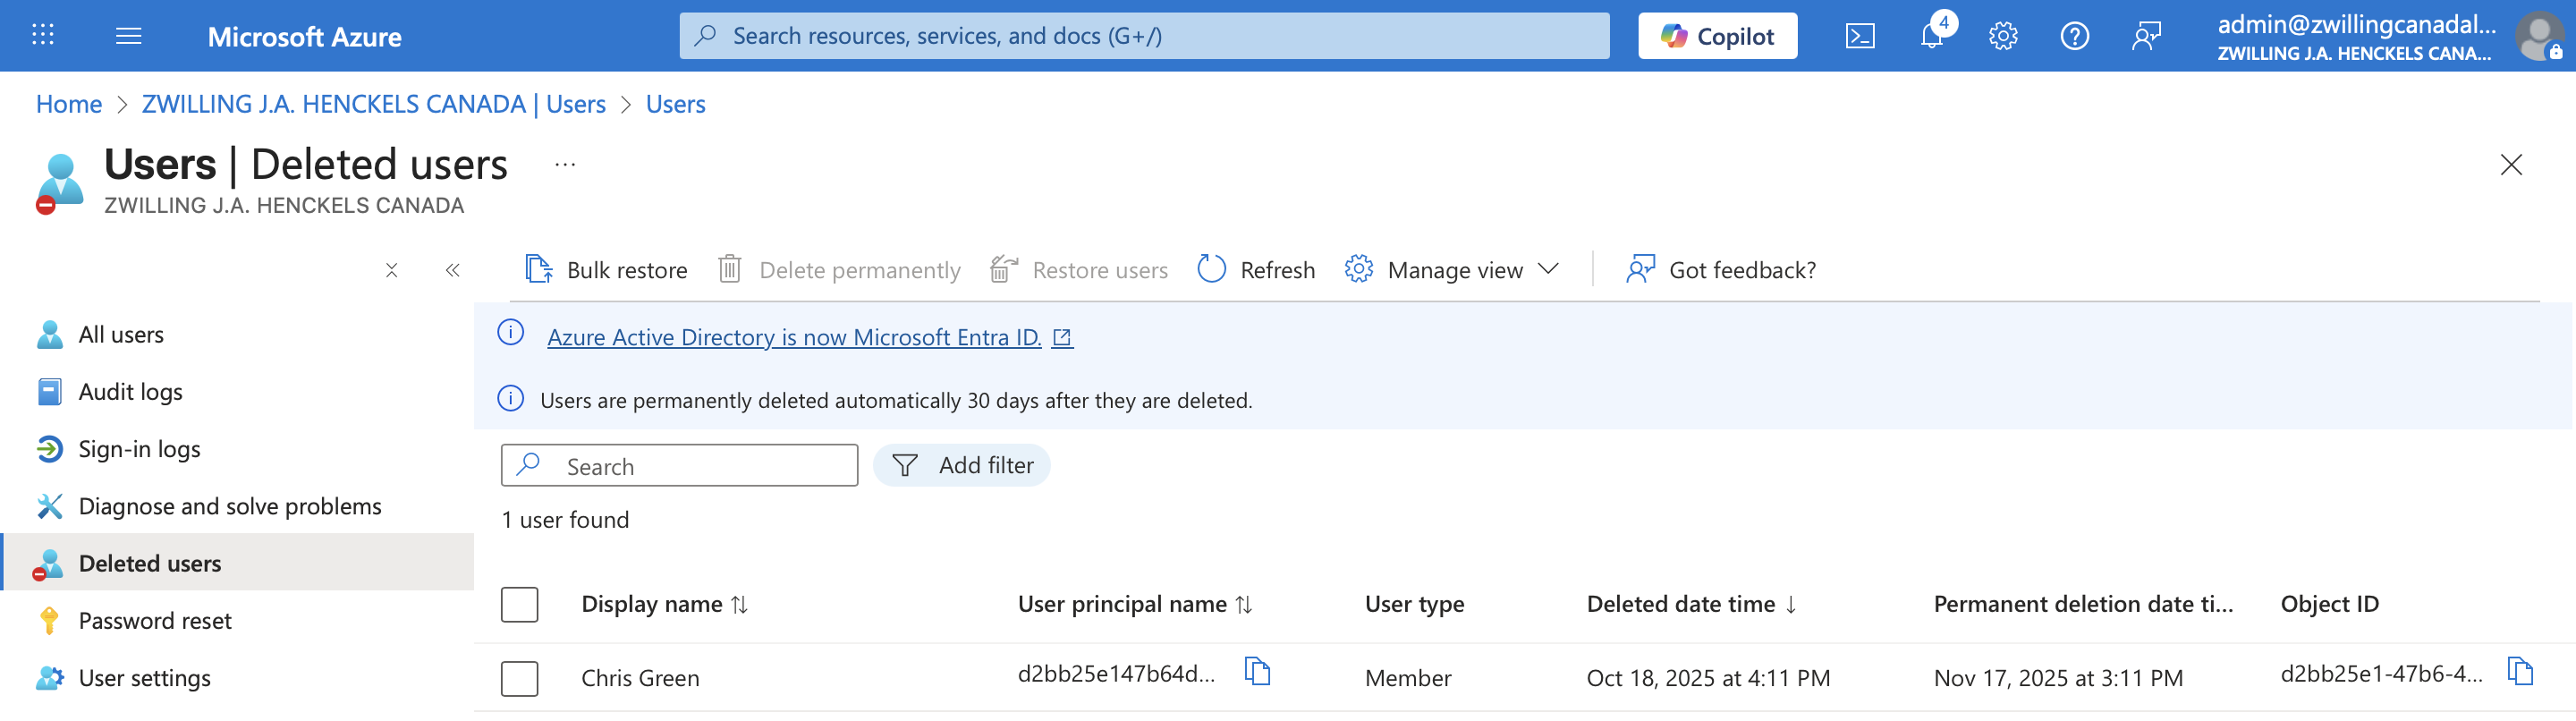 Microsoft Azure
Search resources, services, and docs (G+/)
Copilot
4
admin@zwillingcanadal...
ZWILLING J.A. HENCKELS CANA...
Home > ZWILLING J.A. HENCKELS CANADA | Users > Users
Users | Deleted users ...
ZWILLING J.A. HENCKELS CANADA
Bulk restore
Delete permanently
Restore users
Refresh
Manage view
Got feedback?
All users
Audit logs
Sign-in logs
Diagnose and solve problems
Deleted users
Password reset
User settings
Azure Active Directory is now Microsoft Entra ID.
Users are permanently deleted automatically 30 days after they are deleted.
Search
Add filter
1 user found
Display name ↑↓ User principal name ↑↓ User type Deleted date time ↓ Permanent deletion date ti... Object ID
Chris Green d2bb25e147b64d... Member Oct 18, 2025 at 4:11 PM Nov 17, 2025 at 3:11 PM d2bb25e1-47b6-4...